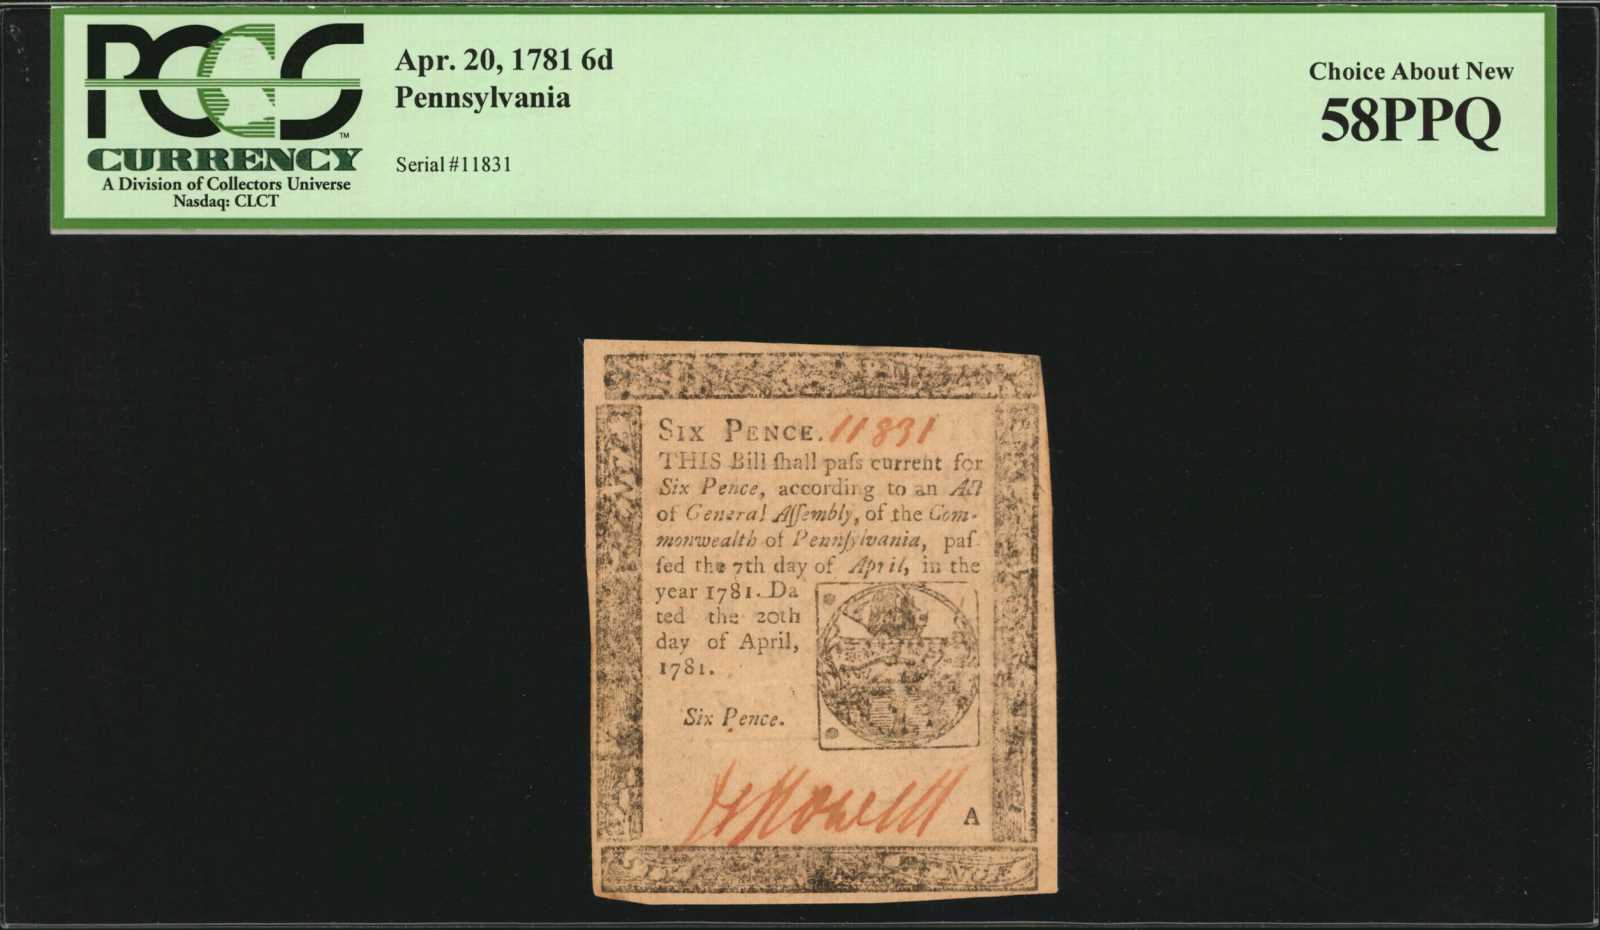 PCGS
TM
CURRENCY
A Division of Collectors Universe
Nasdaq: CLCT
Apr. 20, 1781 6d
Pennsylvania
Serial #11831
Choice About New
58PPQ
SIX PENCE. 11831
THIS Bill ſhall paſs current for
Six Pence, according to an Act
of General Aſſembly, of the Com-
monwealth of Pennſylvania, paſ
ſed the 7th day of April, in the
year 1781. Da
ted the 20th
day of April,
1781.
Six Pence.
Howell
A